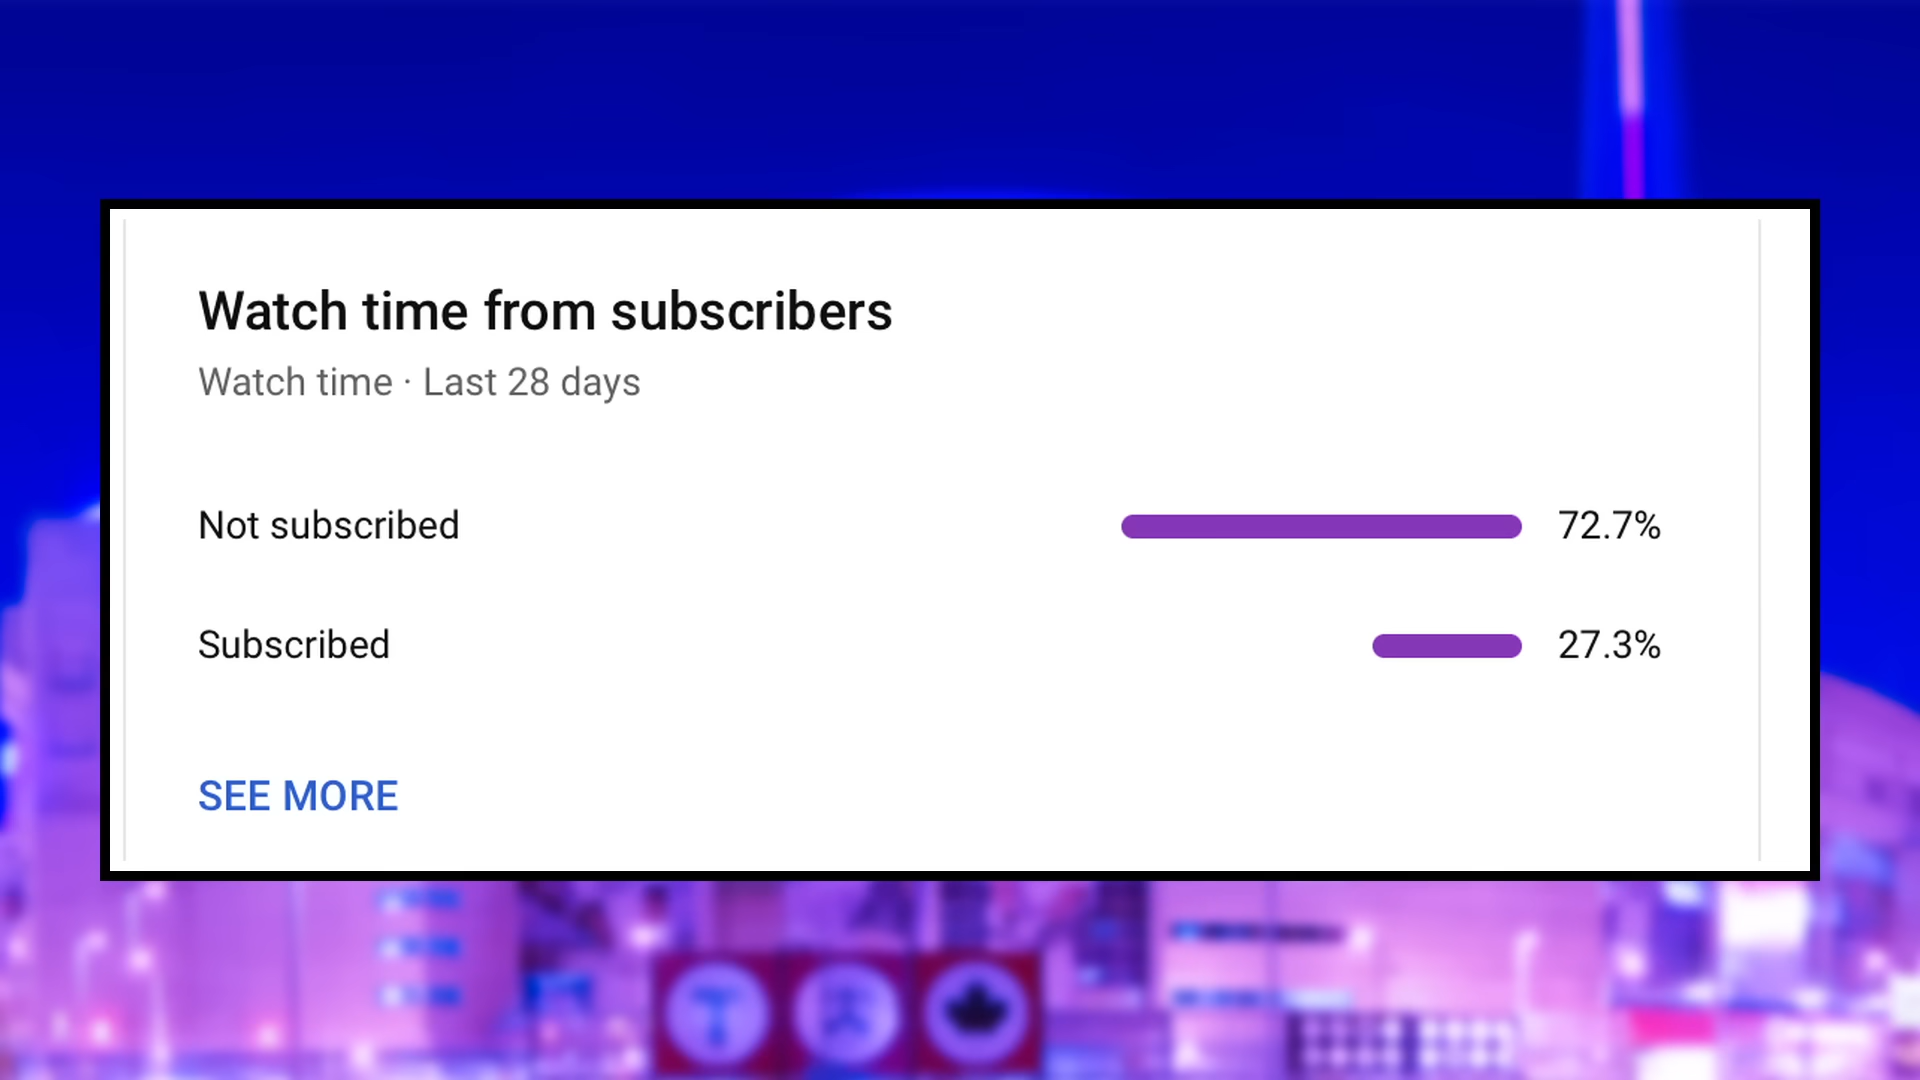 Watch time from subscribers
Watch time · Last 28 days
Not subscribed 72.7%
Subscribed 27.3%
SEE MORE